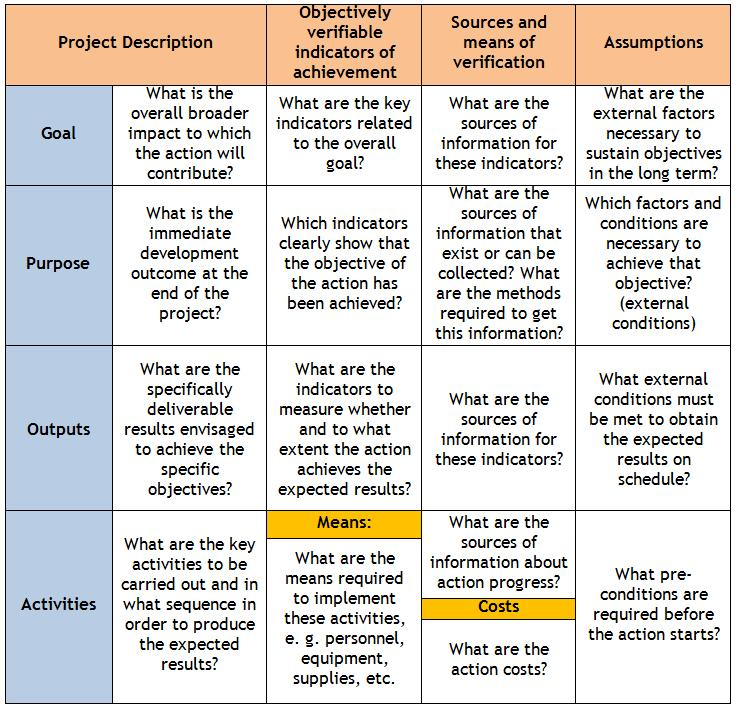 Project Description
Objectively
verifiable
indicators of
achievement
Sources and
means of
verification
Assumptions
Goal
What is the
overall broader
impact to which
the action will
contribute?
What are the key
indicators related
to the overall
goal?
What are the
sources of
information for
these indicators?
What are the
external factors
necessary to
sustain objectives
in the long term?
Purpose
What is the
immediate
development
outcome at the
end of the
project?
Which indicators
clearly show that
the objective of
the action has
been achieved?
What are the
sources of
information that
exist or can be
collected? What
are the methods
required to get
this information?
Which factors and
conditions are
necessary to
achieve that
objective?
(external
conditions)
Outputs
What are the
specifically
deliverable
results envisaged
to achieve the
specific
objectives?
What are the
indicators to
measure whether
and to what
extent the action
achieves the
expected results?
What are the
sources of
information for
these indicators?
What external
conditions must
be met to obtain
the expected
results on
schedule?
Activities
What are the key
activities to be
carried out and in
what sequence in
order to produce
the expected
results?
Means:
What are the
means required
to implement
these activities,
e. g. personnel,
equipment,
supplies, etc.
What are the
sources of
information about
action progress?
Costs
What are the
action costs?
What pre-
conditions are
required before
the action starts?